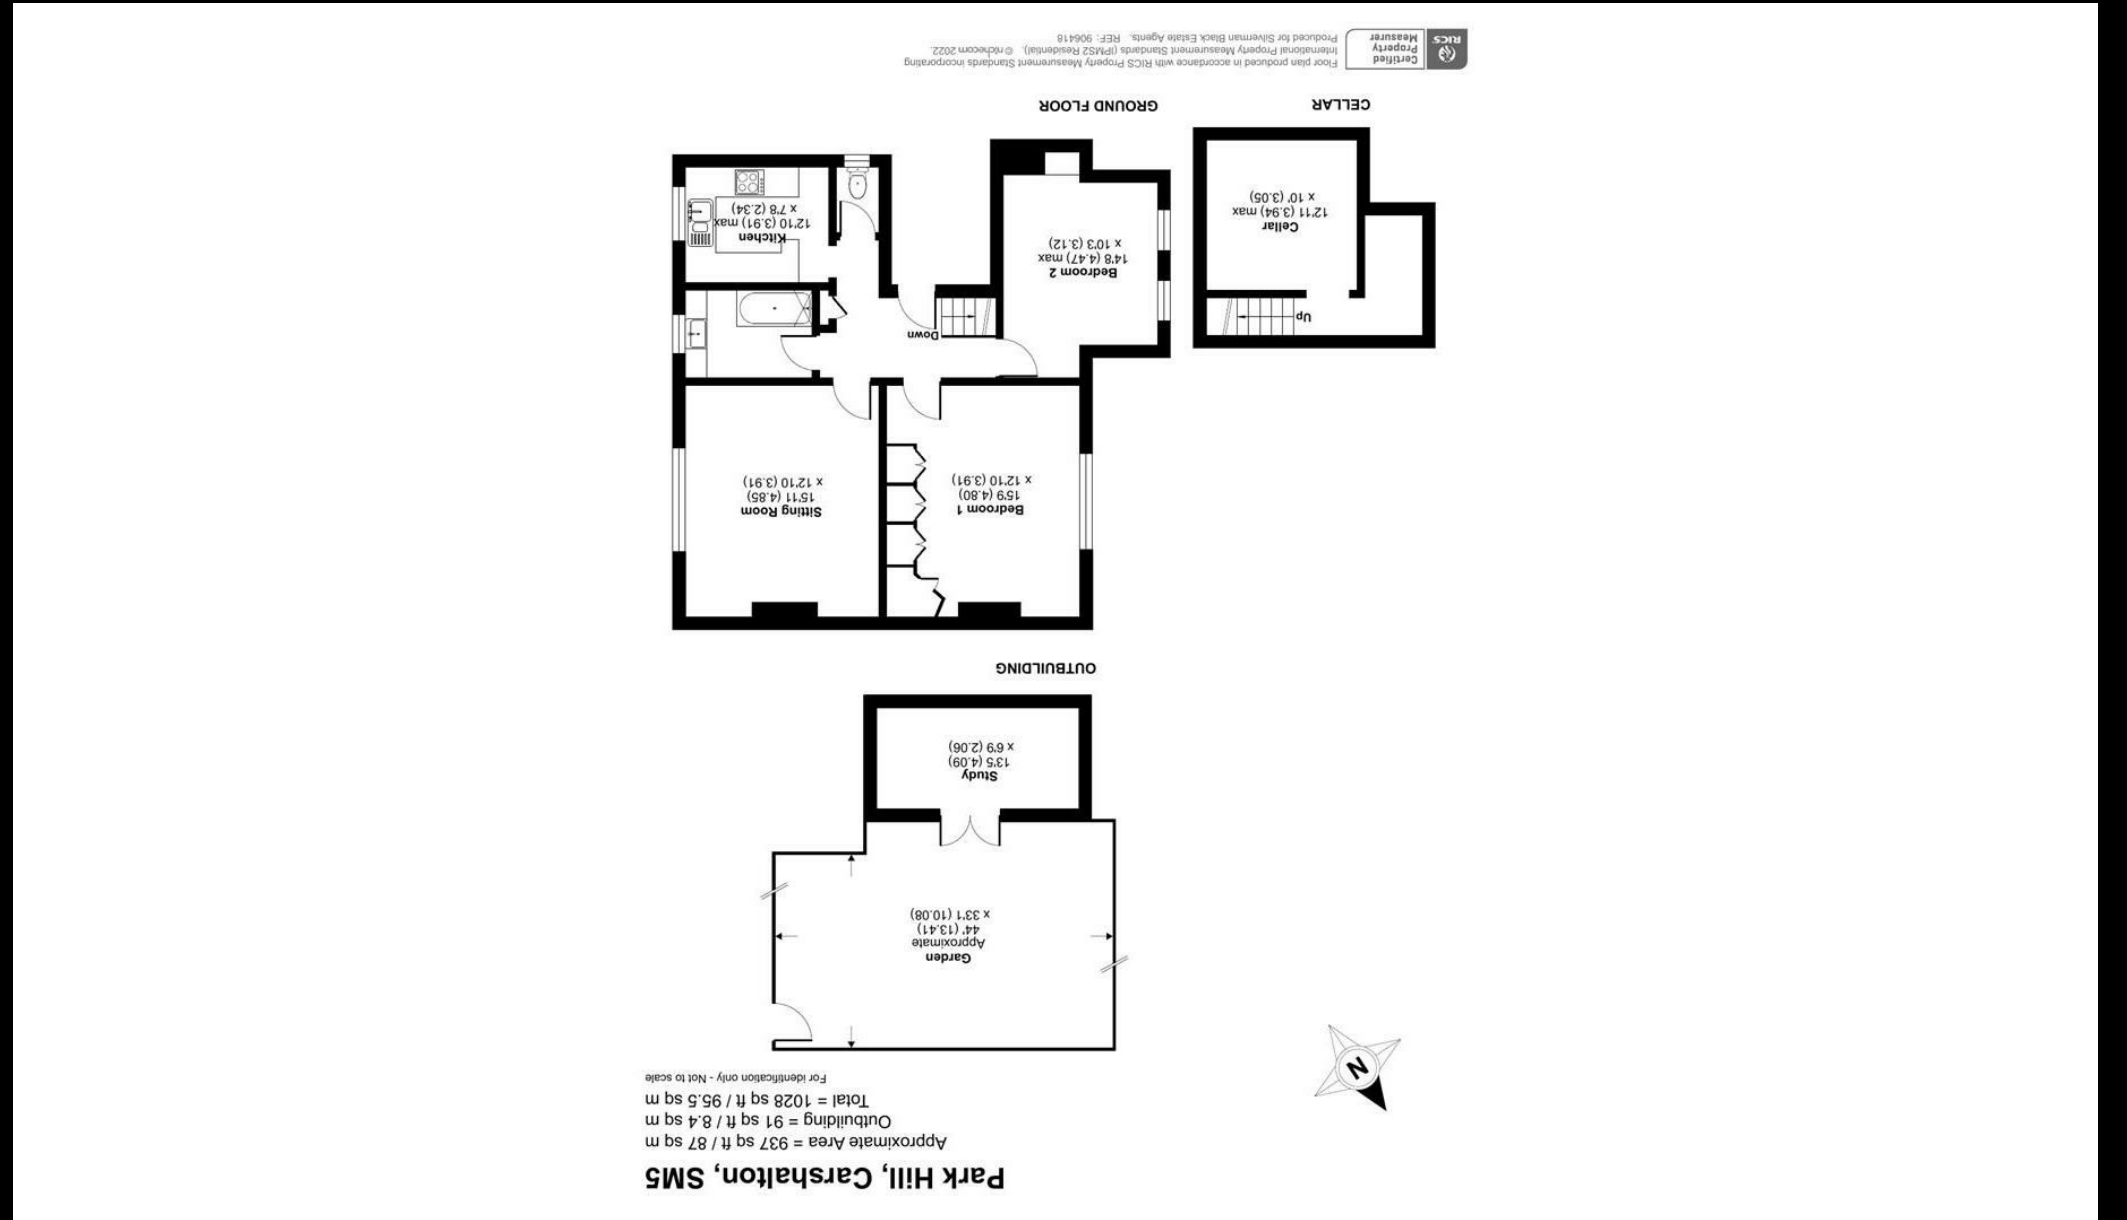 Park Hill, Carshalton, SM5
Approximate Area = 937 sq ft / 87 sq m
Outbuilding = 91 sq ft / 8.4 sq m
Total = 1028 sq ft / 95.5 sq m
For identification only - Not to scale
N
Garden
Approximate
44' (13.41)
x 33'1 (10.08)
Study
13'5 (4.09)
x 6'9 (2.06)
OUTBUILDING
Bedroom 1
15'9 (4.80)
x 12'10 (3.91)
Sitting Room
15'11 (4.85)
x 12'10 (3.91)
Down
Bedroom 2
14'8 (4.47) max
x 10'3 (3.12)
Kitchen
12'10 (3.91) max
x 7'8 (2.34)
Up
Cellar
12'11 (3.94) max
x 10' (3.05)
CELLAR
GROUND FLOOR
Certified
Property
Measurer
RICS
Floor plan produced in accordance with RICS Property Measurement Standards incorporating
International Property Measurement Standards (IPMS2 Residential). © nichecom 2022.
Produced for Silverman Black Estate Agents. REF: 906418